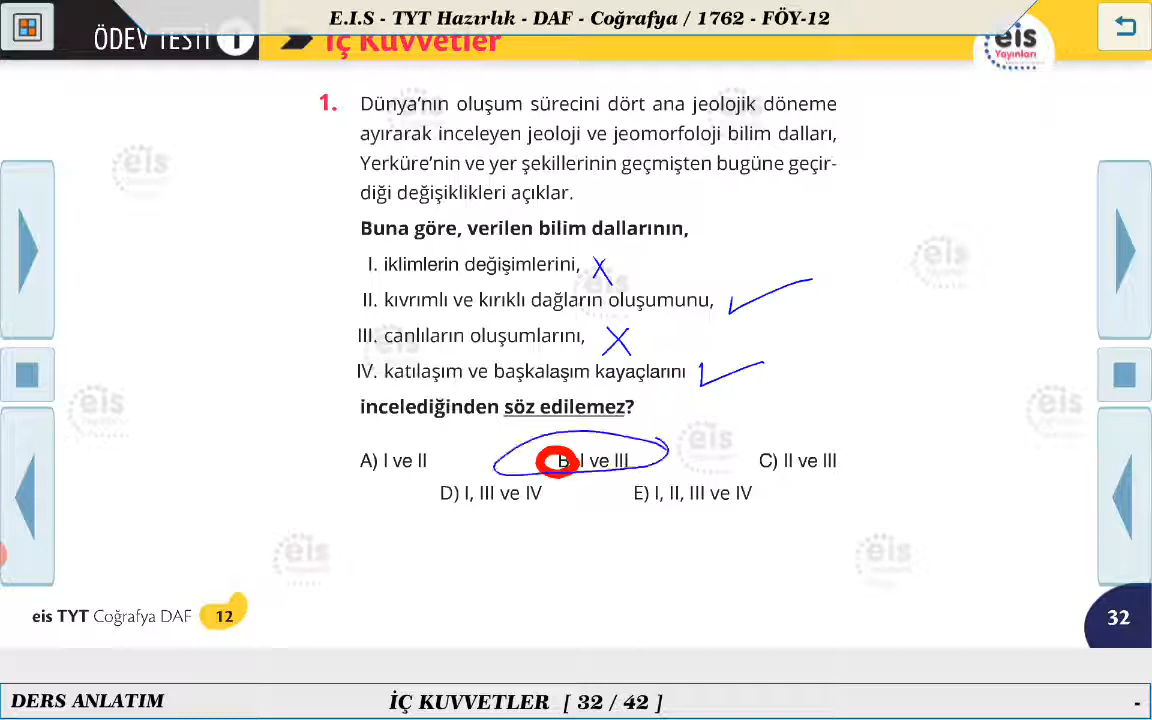 E.I.S - TYT Hazırlık - DAF - Coğrafya / 1762 - FÖY-12
ÖDEV TESTİ 1 İç Kuvvetler
eis
Yayınları
1. Dünya’nın oluşum sürecini dört ana jeolojik döneme
ayırarak inceleyen jeoloji ve jeomorfoloji bilim dalları,
Yerküre’nin ve yer şekillerinin geçmişten bugüne geçir-
diği değişiklikleri açıklar.
Buna göre, verilen bilim dallarının,
I. iklimlerin değişimlerini,
II. kıvrımlı ve kırıklı dağların oluşumunu,
III. canlıların oluşumlarını,
IV. katılaşım ve başkalaşım kayaçlarını
incelediğinden söz edilemez?
A) I ve II B) I ve III C) II ve III
D) I, III ve IV E) I, II, III ve IV
eis TYT Coğrafya DAF 12
32
DERS ANLATIM İÇ KUVVETLER [ 32 / 42 ] -